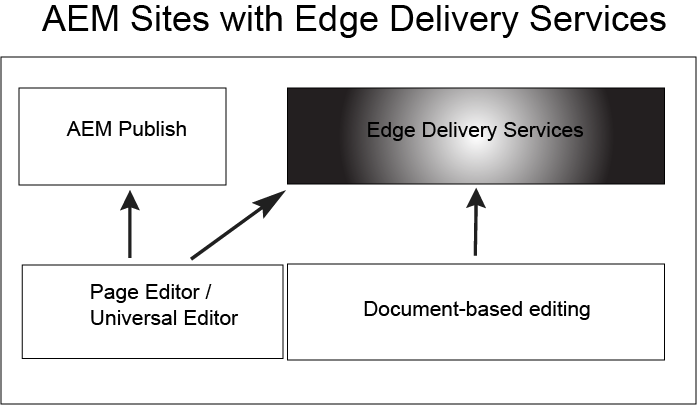 AEM Sites with Edge Delivery Services
AEM Publish
Edge Delivery Services
Page Editor /
Universal Editor
Document-based editing